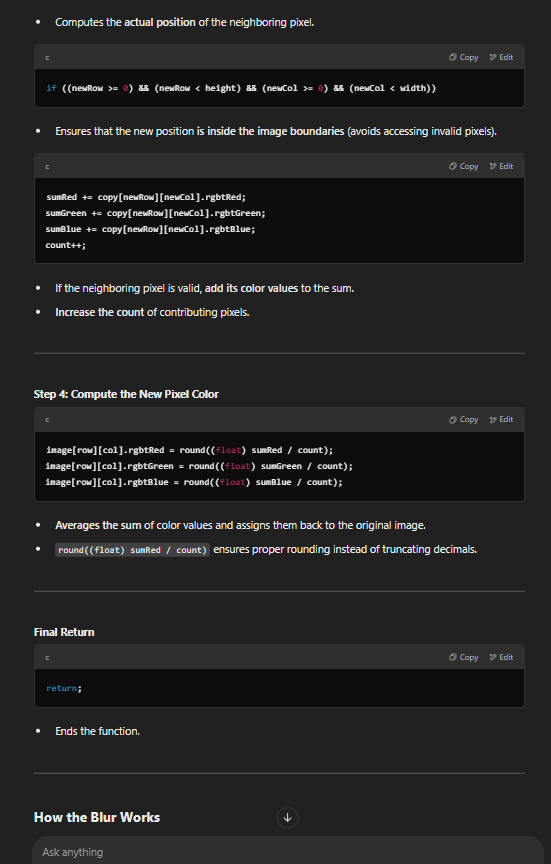 Computes the actual position of the neighboring pixel.
c
Copy Edit
if ((newRow >= 0) && (newRow < height) && (newCol >= 0) && (newCol < width))
Ensures that the new position is inside the image boundaries (avoids accessing invalid pixels).
c
Copy Edit
sumRed += copy[newRow][newCol].rgbtRed;
sumGreen += copy[newRow][newCol].rgbtGreen;
sumBlue += copy[newRow][newCol].rgbtBlue;
count++;
If the neighboring pixel is valid, add its color values to the sum.
Increase the count of contributing pixels.
Step 4: Compute the New Pixel Color
c
Copy Edit
image[row][col].rgbtRed = round((float) sumRed / count);
image[row][col].rgbtGreen = round((float) sumGreen / count);
image[row][col].rgbtBlue = round((float) sumBlue / count);
Averages the sum of color values and assigns them back to the original image.
round((float) sumRed / count) ensures proper rounding instead of truncating decimals.
Final Return
c
Copy Edit
return;
Ends the function.
How the Blur Works
Ask anything